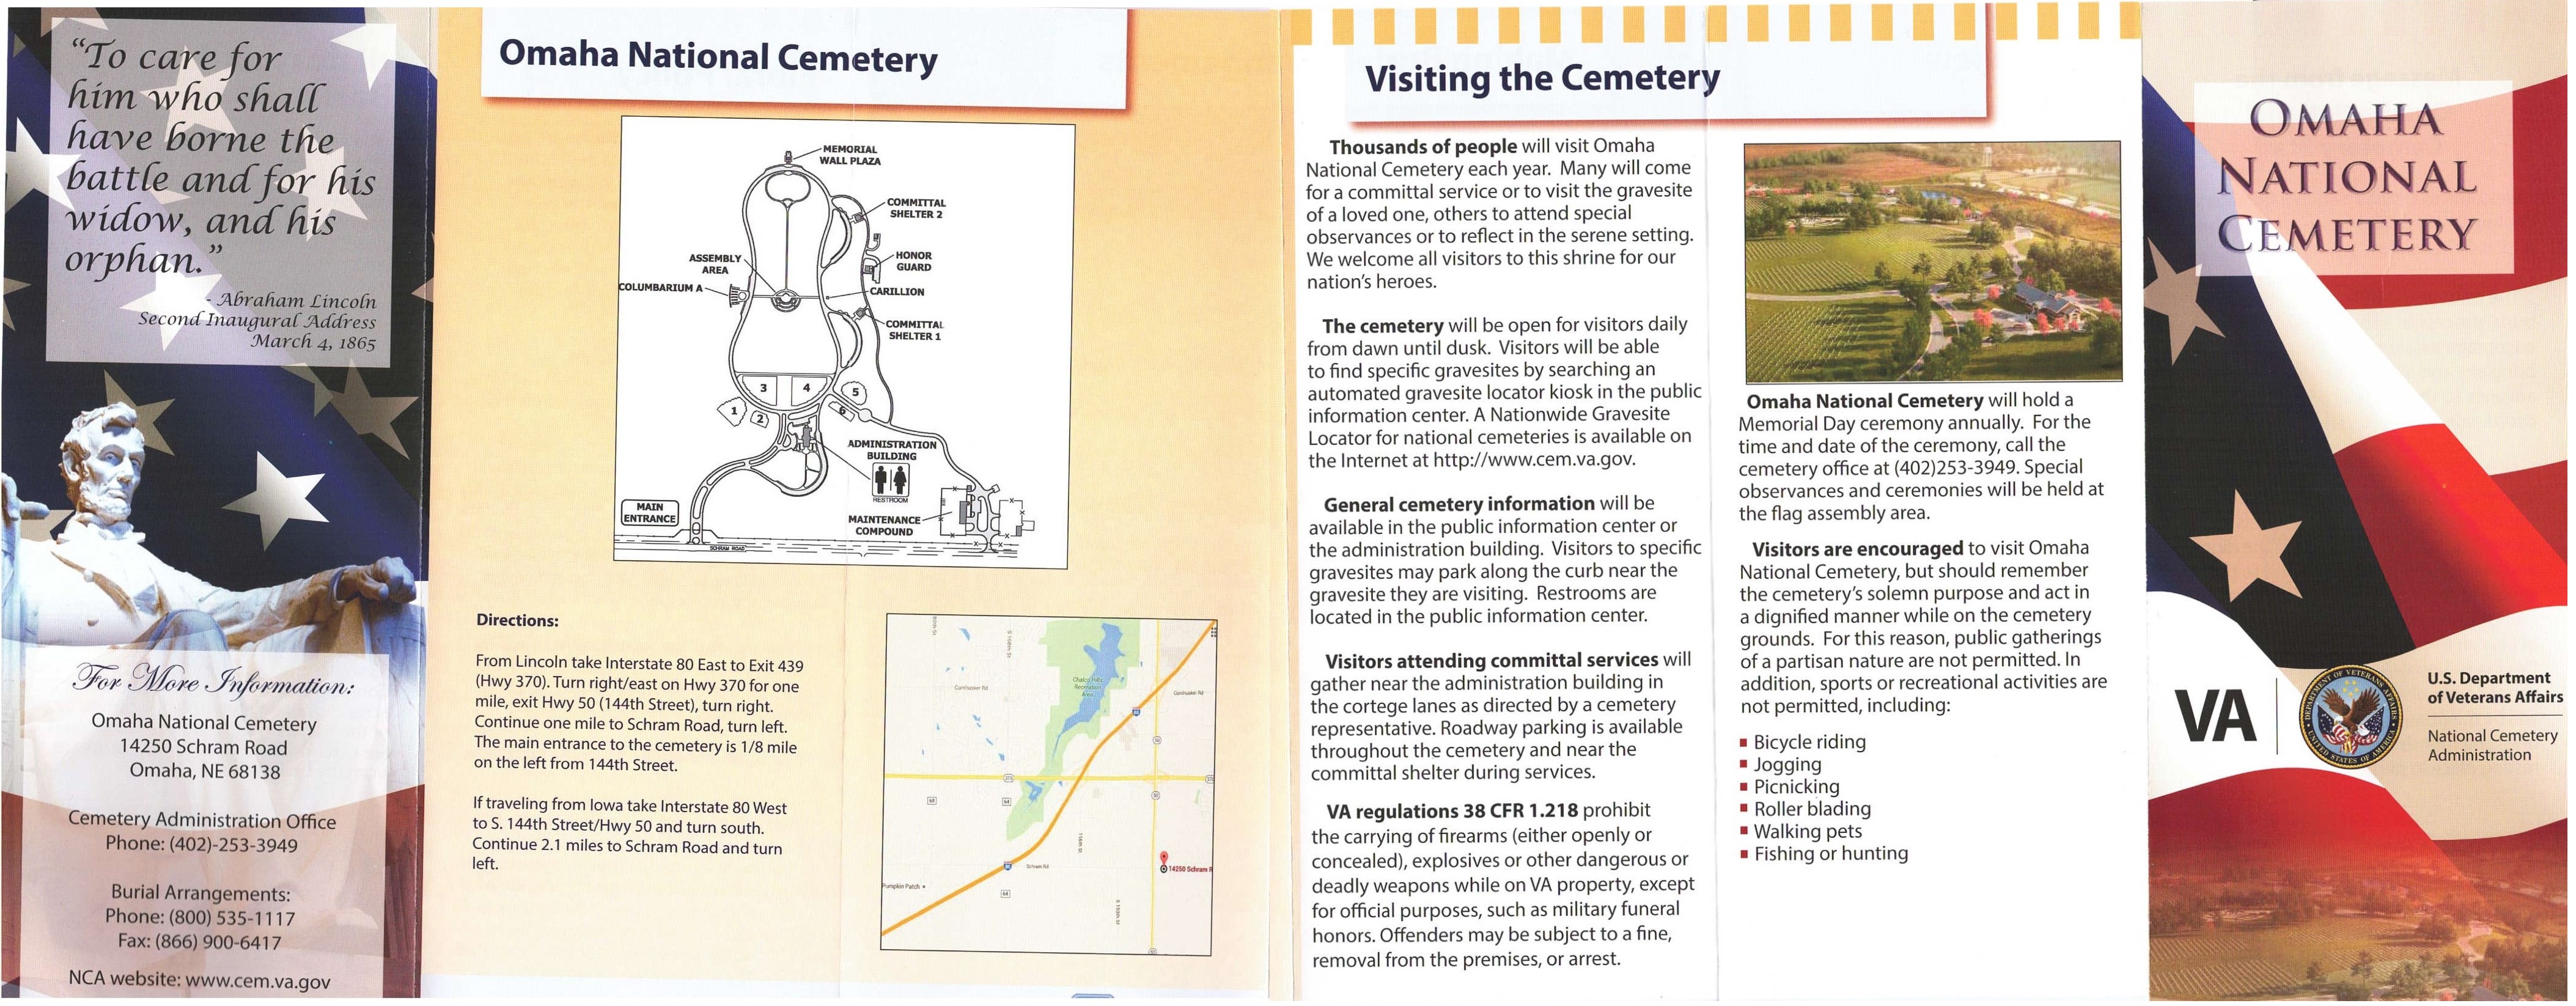 “To care for
him who shall
have borne the
battle and for his
widow, and his
orphan.”
- Abraham Lincoln
Second Inaugural Address
March 4, 1865
For More Information:
Omaha National Cemetery
14250 Schram Road
Omaha, NE 68138
Cemetery Administration Office
Phone: (402)-253-3949
Burial Arrangements:
Phone: (800) 535-1117
Fax: (866) 900-6417
NCA website: www.cem.va.gov
Omaha National Cemetery
MEMORIAL
WALL PLAZA
COMMITTAL
SHELTER 2
ASSEMBLY
AREA
HONOR
GUARD
COLUMBARIUM A
CARILLION
COMMITTAL
SHELTER 1
3
4
5
1
2
6
ADMINISTRATION
BUILDING
RESTROOM
MAIN
ENTRANCE
MAINTENANCE
COMPOUND
SCHRAM ROAD
Directions:
From Lincoln take Interstate 80 East to Exit 439
(Hwy 370). Turn right/east on Hwy 370 for one
mile, exit Hwy 50 (144th Street), turn right.
Continue one mile to Schram Road, turn left.
The main entrance to the cemetery is 1/8 mile
on the left from 144th Street.
If traveling from Iowa take Interstate 80 West
to S. 144th Street/Hwy 50 and turn south.
Continue 2.1 miles to Schram Road and turn
left.
Cornhusker Rd
Chalco Hills
Recreation
Area
Cornhusker Rd
80
50
370
50
64
Schram Rd
80
64
Pumpkin Patch
14250 Schram R
Visiting the Cemetery
Thousands of people will visit Omaha
National Cemetery each year. Many will come
for a committal service or to visit the gravesite
of a loved one, others to attend special
observances or to reflect in the serene setting.
We welcome all visitors to this shrine for our
nation’s heroes.
The cemetery will be open for visitors daily
from dawn until dusk. Visitors will be able
to find specific gravesites by searching an
automated gravesite locator kiosk in the public
information center. A Nationwide Gravesite
Locator for national cemeteries is available on
the Internet at http://www.cem.va.gov.
General cemetery information will be
available in the public information center or
the administration building. Visitors to specific
gravesites may park along the curb near the
gravesite they are visiting. Restrooms are
located in the public information center.
Visitors attending committal services will
gather near the administration building in
the cortege lanes as directed by a cemetery
representative. Roadway parking is available
throughout the cemetery and near the
committal shelter during services.
VA regulations 38 CFR 1.218 prohibit
the carrying of firearms (either openly or
concealed), explosives or other dangerous or
deadly weapons while on VA property, except
for official purposes, such as military funeral
honors. Offenders may be subject to a fine,
removal from the premises, or arrest.
Omaha National Cemetery will hold a
Memorial Day ceremony annually. For the
time and date of the ceremony, call the
cemetery office at (402)253-3949. Special
observances and ceremonies will be held at
the flag assembly area.
Visitors are encouraged to visit Omaha
National Cemetery, but should remember
the cemetery’s solemn purpose and act in
a dignified manner while on the cemetery
grounds. For this reason, public gatherings
of a partisan nature are not permitted. In
addition, sports or recreational activities are
not permitted, including:
▪ Bicycle riding
▪ Jogging
▪ Picnicking
▪ Roller blading
▪ Walking pets
▪ Fishing or hunting
OMAHA
NATIONAL
CEMETERY
VA
DEPARTMENT OF VETERANS AFFAIRS
UNITED STATES OF AMERICA
U.S. Department
of Veterans Affairs
National Cemetery
Administration